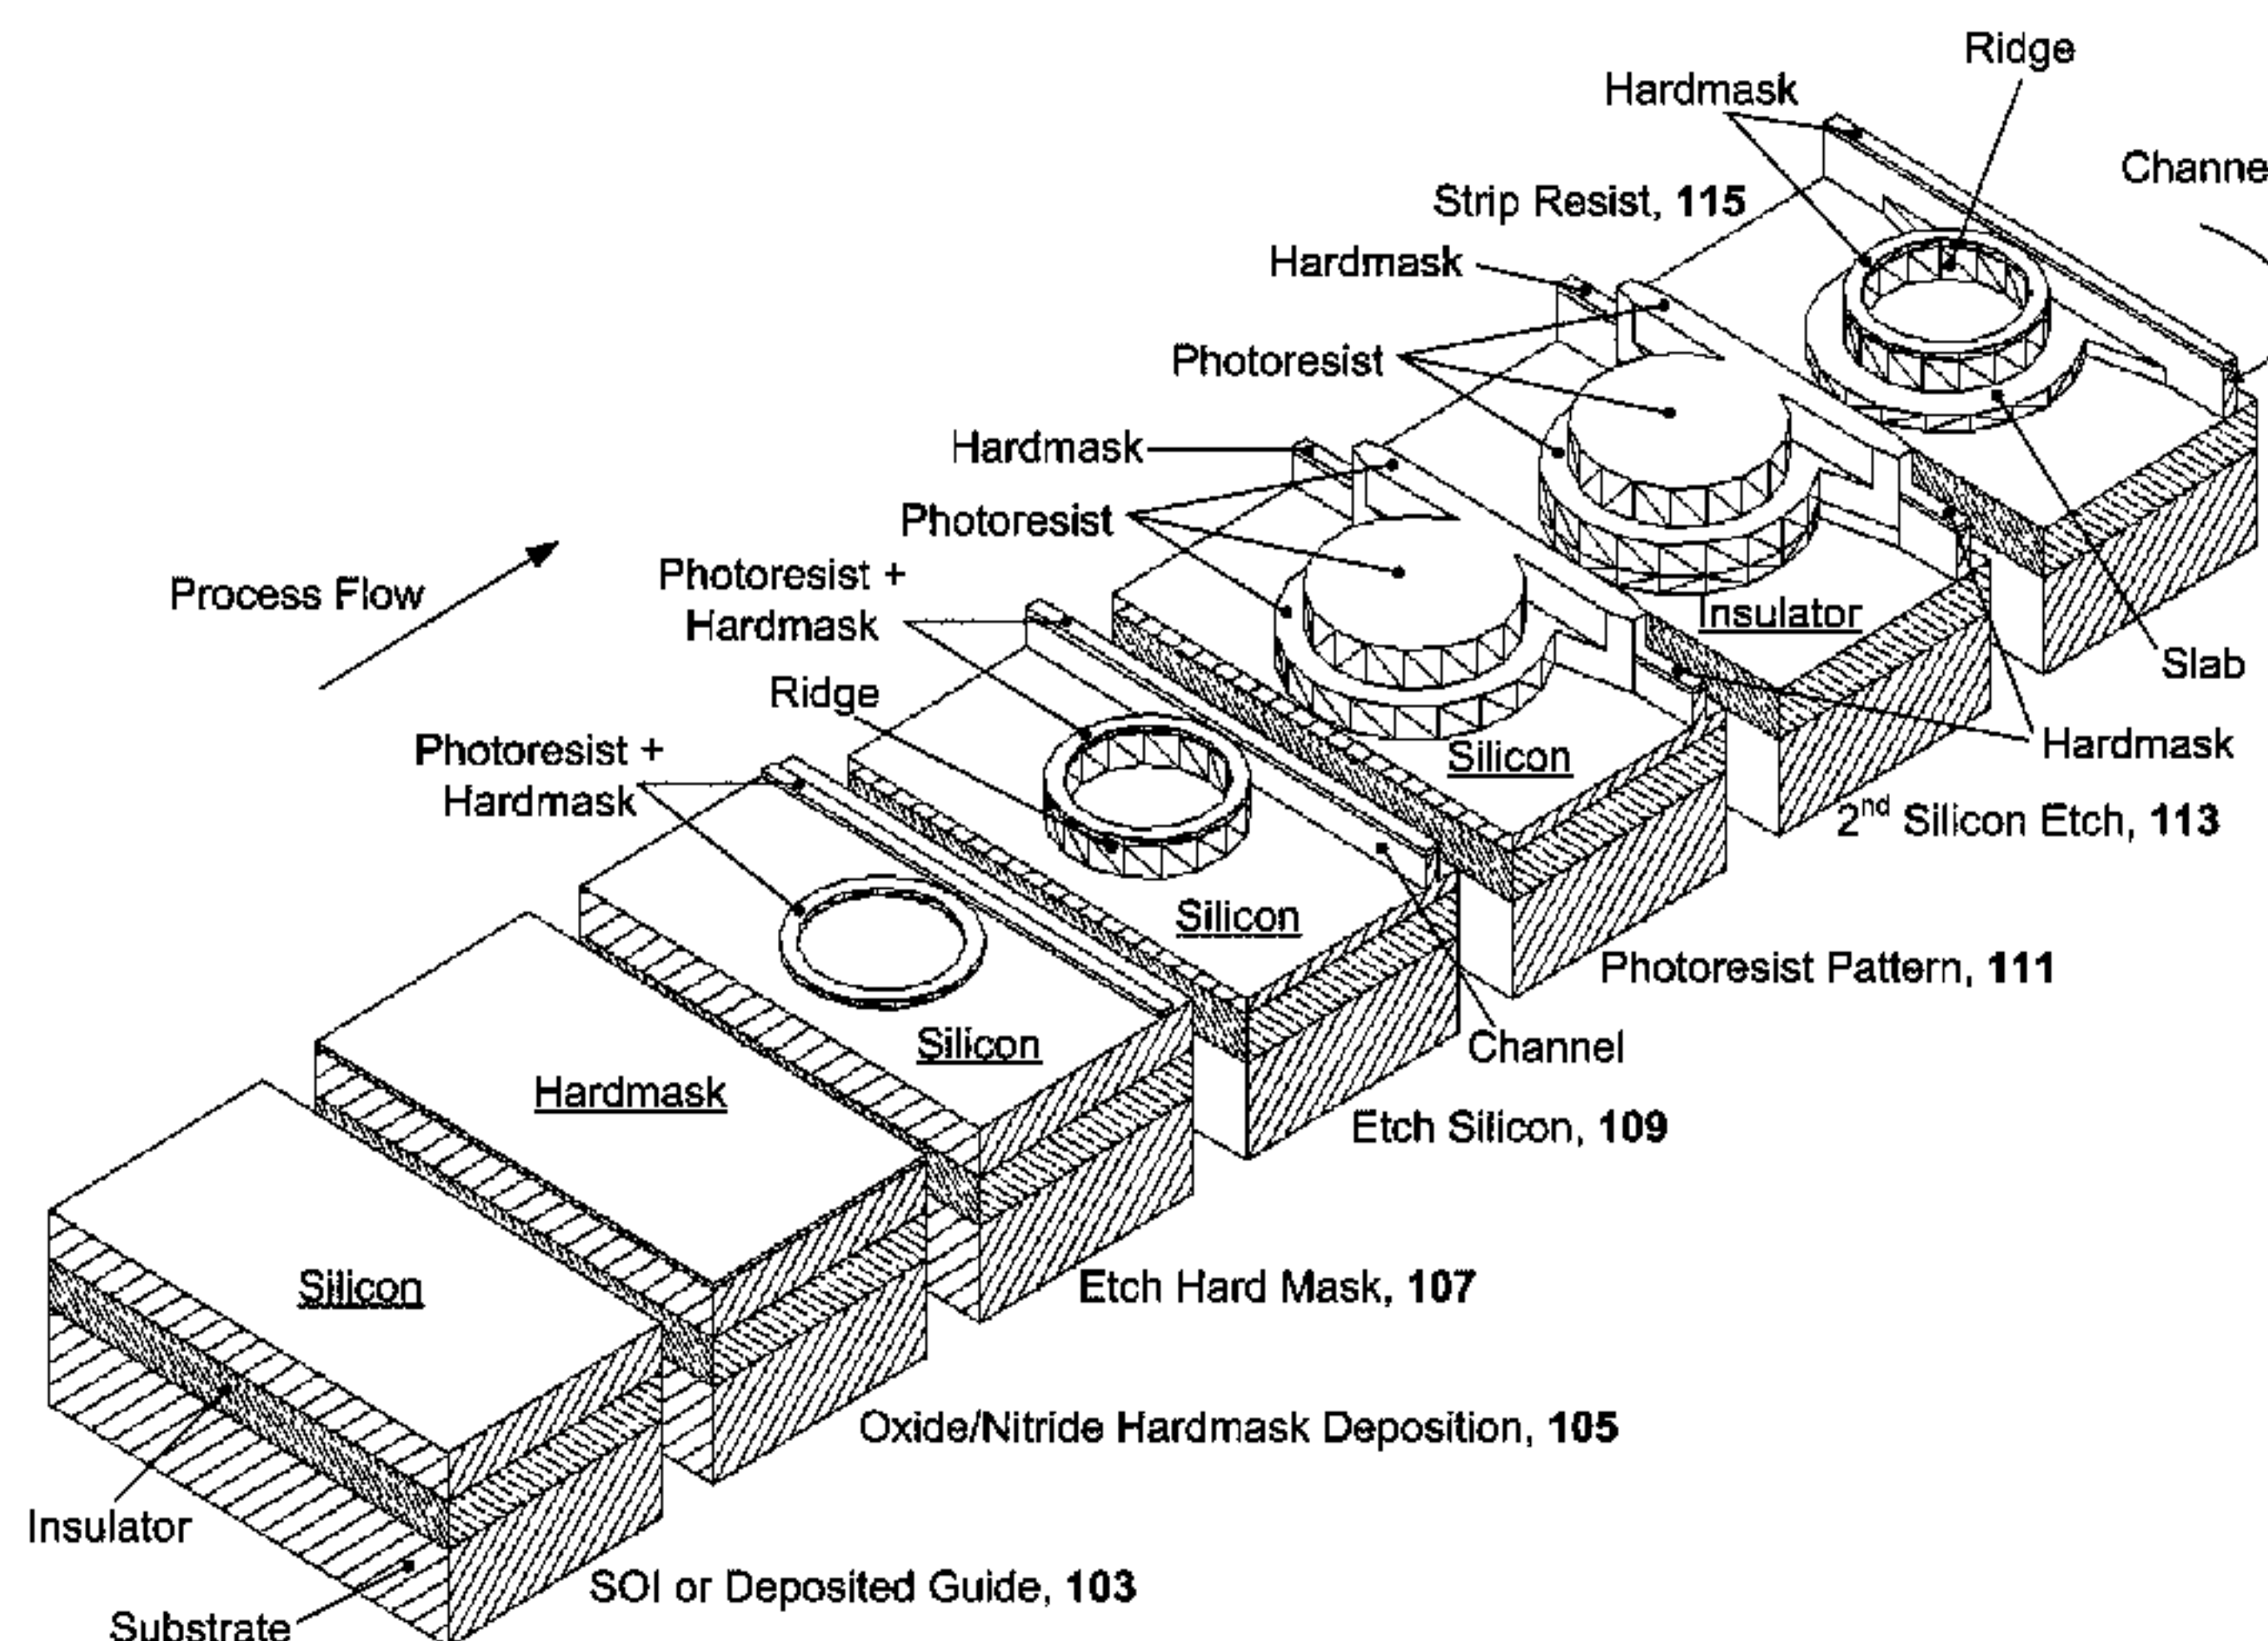 Ridge
Hardmask
Channe
Strip Resist, 115
Hardmask
Photoresist
Hardmask
Photoresist
Photoresist +
Hardmask
Process Flow
Insulator
Slab
Ridge
Hardmask
Photoresist +
Hardmask
Silicon
2nd Silicon Etch, 113
Silicon
Photoresist Pattern, 111
Silicon
Channel
Hardmask
Etch Silicon, 109
Silicon
Etch Hard Mask, 107
Oxide/Nitride Hardmask Deposition, 105
Insulator
SOI or Deposited Guide, 103
Substrate